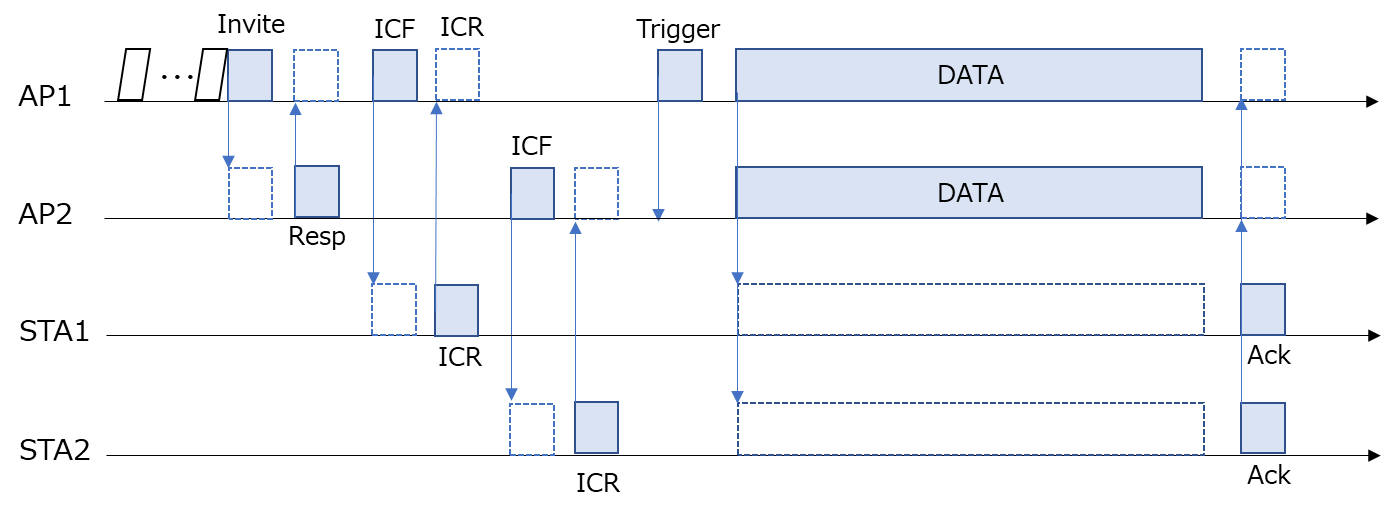 Invite
ICF
ICR
Trigger
AP1
...
DATA
ICF
AP2
DATA
Resp
STA1
ICR
Ack
STA2
ICR
Ack